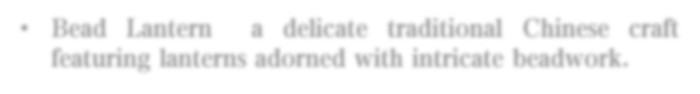 • Bead Lantern a delicate traditional Chinese craft
featuring lanterns adorned with intricate beadwork.